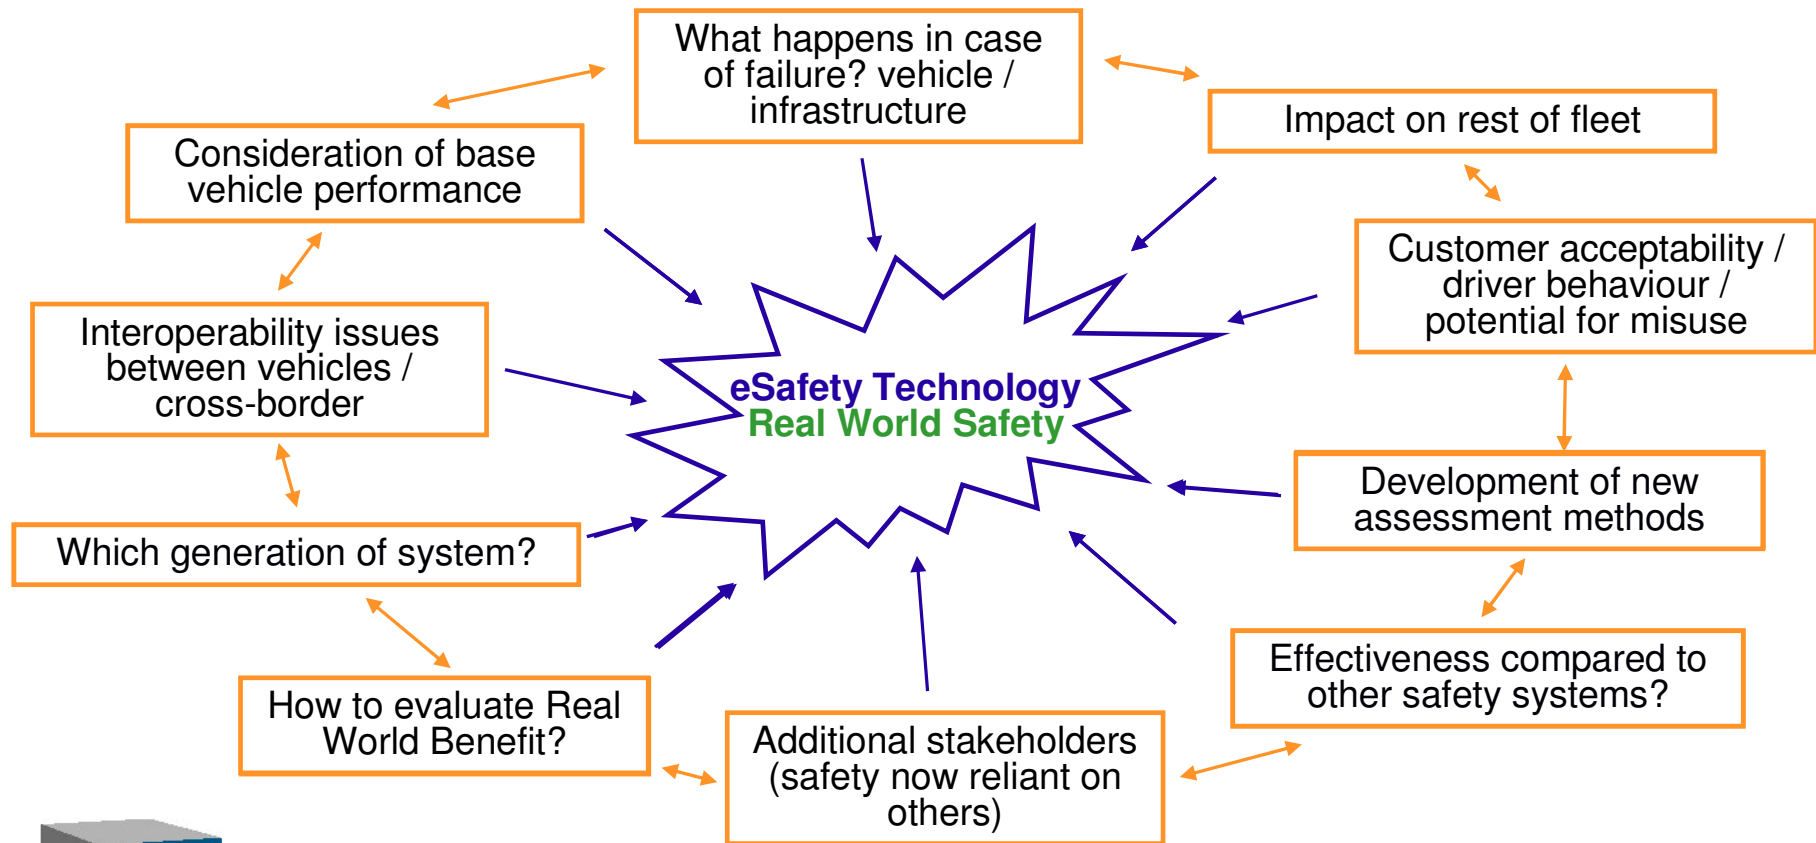 What happens in case
of failure? vehicle /
infrastructure
Impact on rest of fleet
Consideration of base
vehicle performance
Customer acceptability /
driver behaviour /
potential for misuse
Interoperability issues
between vehicles /
cross-border
eSafety Technology
Real World Safety
Development of new
assessment methods
Which generation of system?
Effectiveness compared to
other safety systems?
How to evaluate Real
World Benefit?
Additional stakeholders
(safety now reliant on
others)